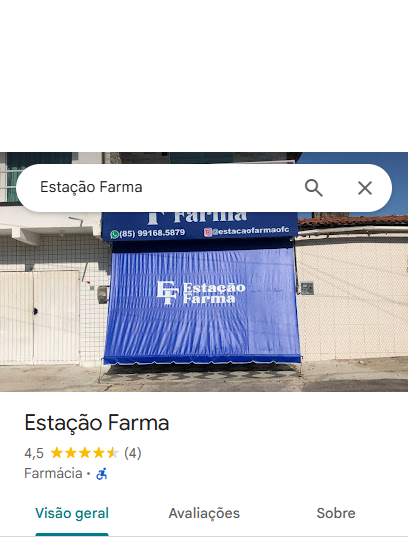 Estação Farma
Farma
(85) 99168.5879 @estacaofarmaofc
EF Estação
Farma
Estação Farma
4,5 (4)
Farmácia ·
Visão geral Avaliações Sobre